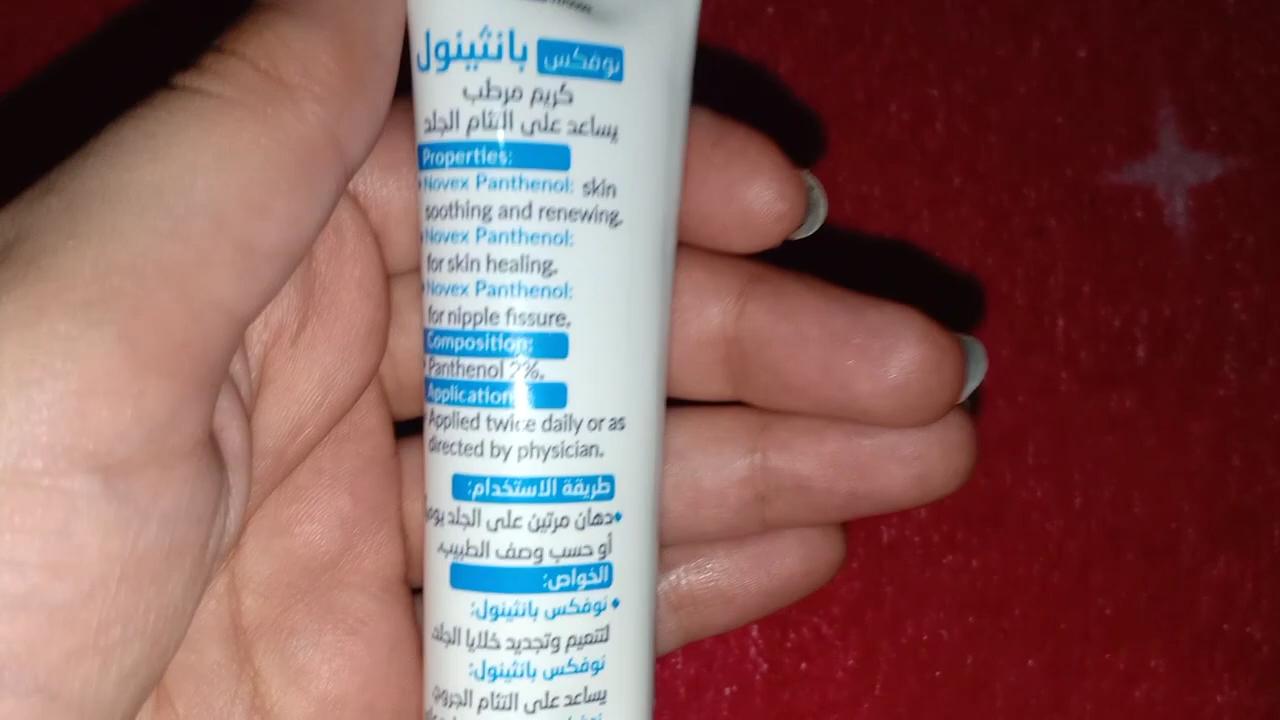 نوفكس بانثينول
كريم مرطب
يساعد على التئام الجلد
Properties:
Novex Panthenol: skin
soothing and renewing.
Novex Panthenol:
for skin healing.
Novex Panthenol:
for nipple fissure.
Composition:
Panthenol 2%.
Application
Applied twice daily or as
directed by physician.
طريقة الاستخدام:
دهان مرتين على الجلد
أو حسب وصف الطبيب.
الخواص:
نوفكس بانثينول:
لتنعيم وتجديد خلايا الجلد
نوفكس بانثينول:
يساعد على التئام الجروح